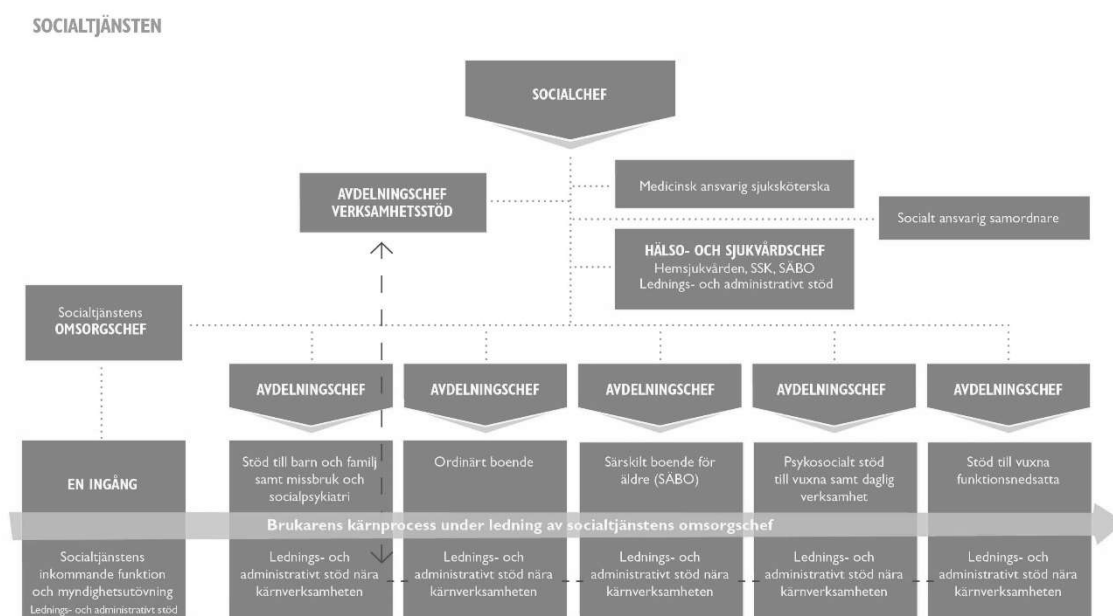 SOCIALTJÄNSTEN
SOCIALCHEF
AVDELNINGSCHEF
VERKSAMHETSSTÖD
Medicinsk ansvarig sjuksköterska
Socialt ansvarig samordnare
HÄLSO- OCH SJUKVÅRDSCHEF
Hemsjukvården, SSK, SÄBO
Lednings- och administrativt stöd
Socialtjänstens
OMSORGSCHEF
AVDELNINGSCHEF
AVDELNINGSCHEF
AVDELNINGSCHEF
AVDELNINGSCHEF
AVDELNINGSCHEF
EN INGÅNG
Stöd till barn och familj
samt missbruk och
socialpsykiatri
Ordinärt boende
Särskilt boende för
äldre (SÄBO)
Psykosocialt stöd
till vuxna samt daglig
verksamhet
Stöd till vuxna
funktionsnedsatta
Brukarens kärnprocess under ledning av socialtjänstens omsorgschef
Socialtjänstens
inkommande funktion
och myndighetsutövning
Lednings- och administrativt stöd
Lednings- och
administrativt stöd nära
kärnverksamheten
Lednings- och
administrativt stöd nära
kärnverksamheten
Lednings- och
administrativt stöd nära
kärnverksamheten
Lednings- och
administrativt stöd nära
kärnverksamheten
Lednings- och
administrativt stöd nära
kärnverksamheten